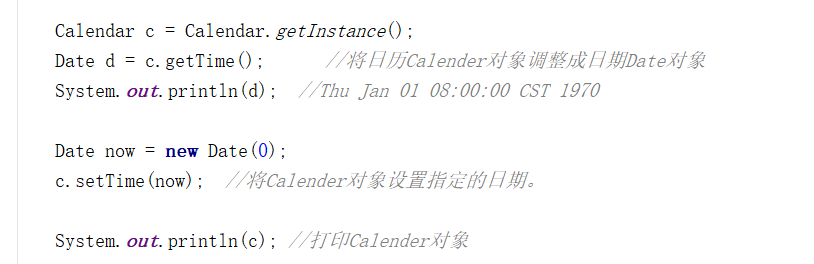 Calendar c = Calendar.getInstance();
Date d = c.getTime();      //将日历Calender对象调整成日期Date对象
System.out.println(d);  //Thu Jan 01 08:00:00 CST 1970
Date now = new Date(0);
c.setTime(now);  //将Calender对象设置指定的日期。
System.out.println(c); //打印Calender对象